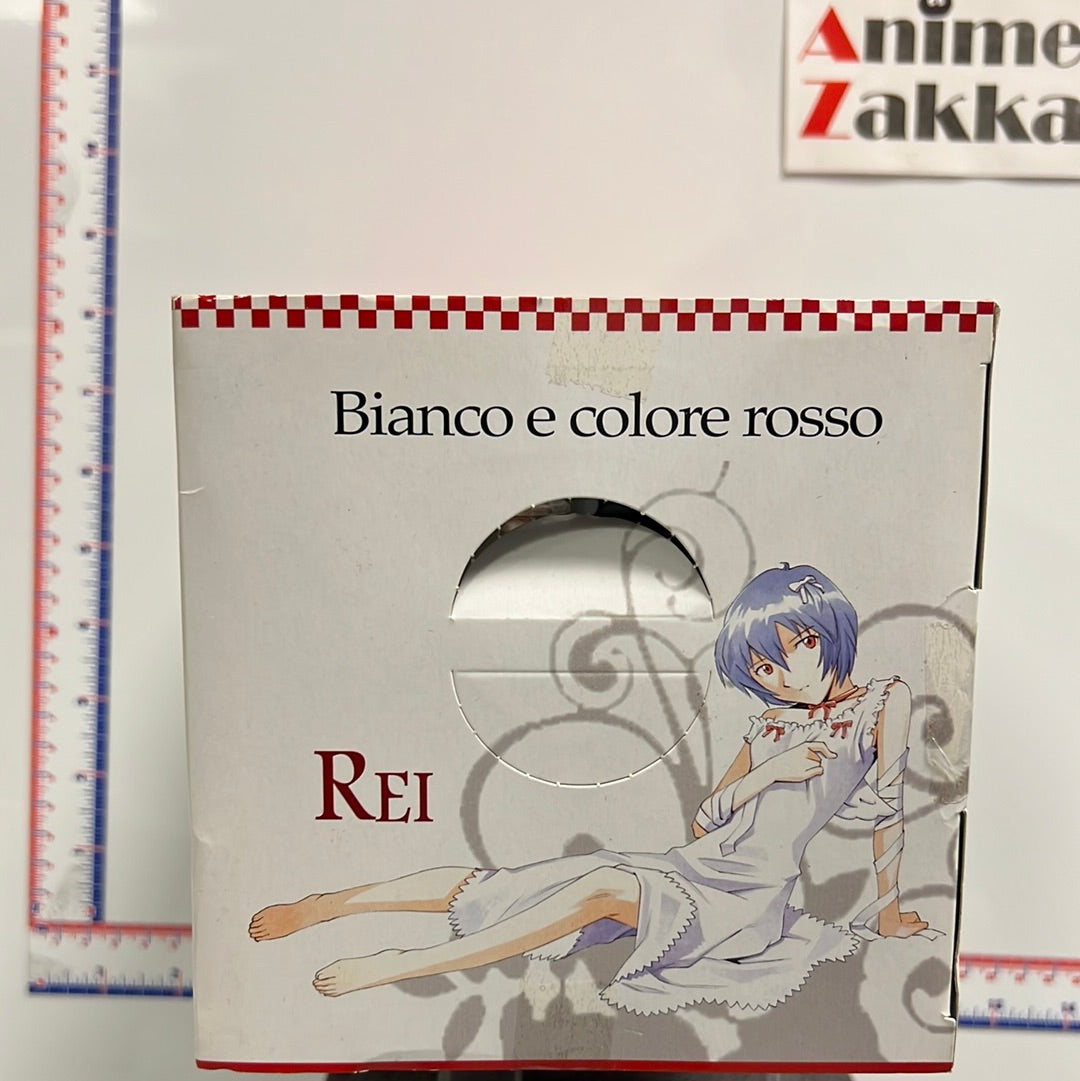 Anime
Zakka
Bianco e colore rosso
REI